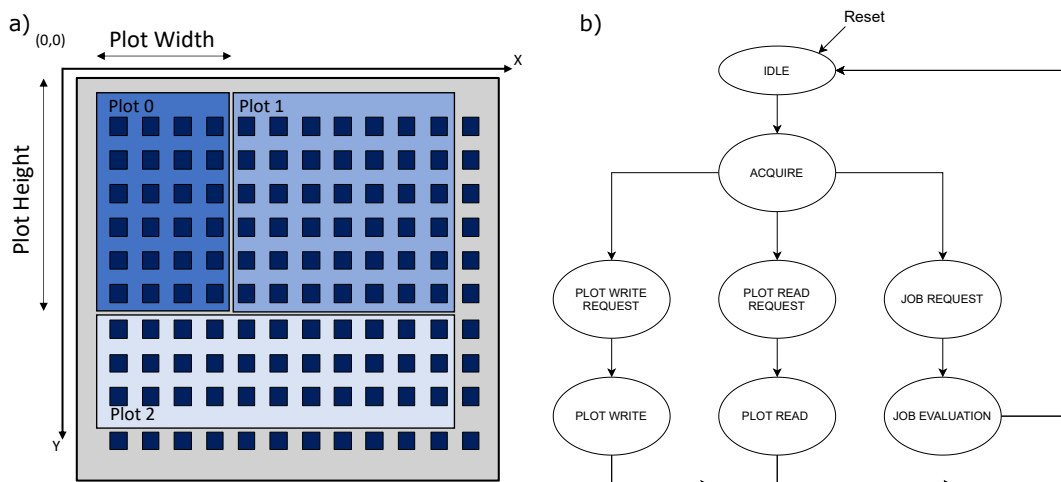 a)
(0,0)
Plot Width
X
Plot Height
Plot 0
Plot 1
Plot 2
Y
b)
Reset
IDLE
ACQUIRE
PLOT WRITE
REQUEST
PLOT READ
REQUEST
JOB REQUEST
PLOT WRITE
PLOT READ
JOB EVALUATION